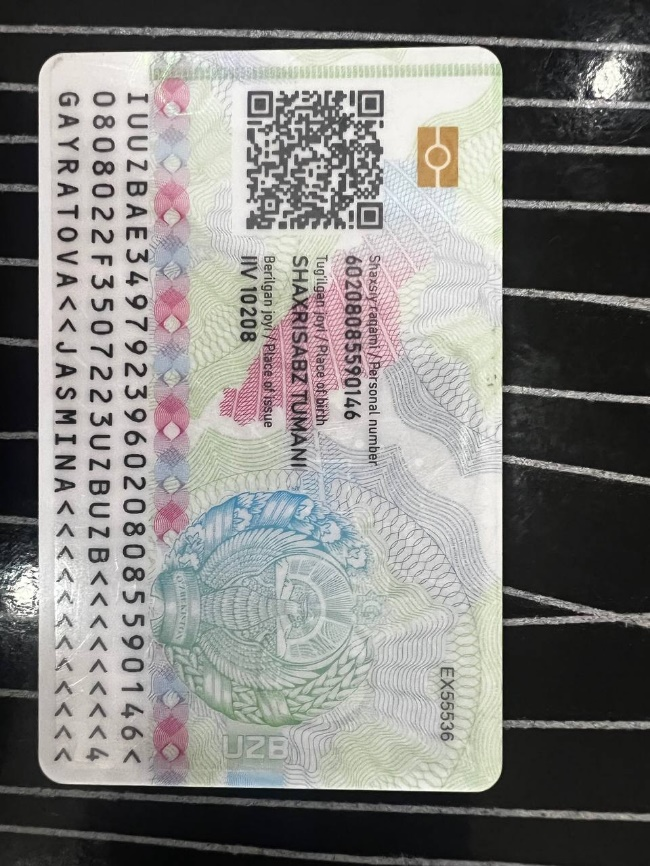 Shaxsiy raqami / Personal number
60208085590146
Tug'ilgan joyi / Place of birth
SHAXRISABZ TUMANI
Berilgan joyi / Place of issue
IIV 10208
EX55536
UZB
IUUZBAE3497923960208085590146<
0808022F3507223UZBUZB<<<<<<<<4
GAYRATOVA<<JASMINA<<<<<<<<<<<<